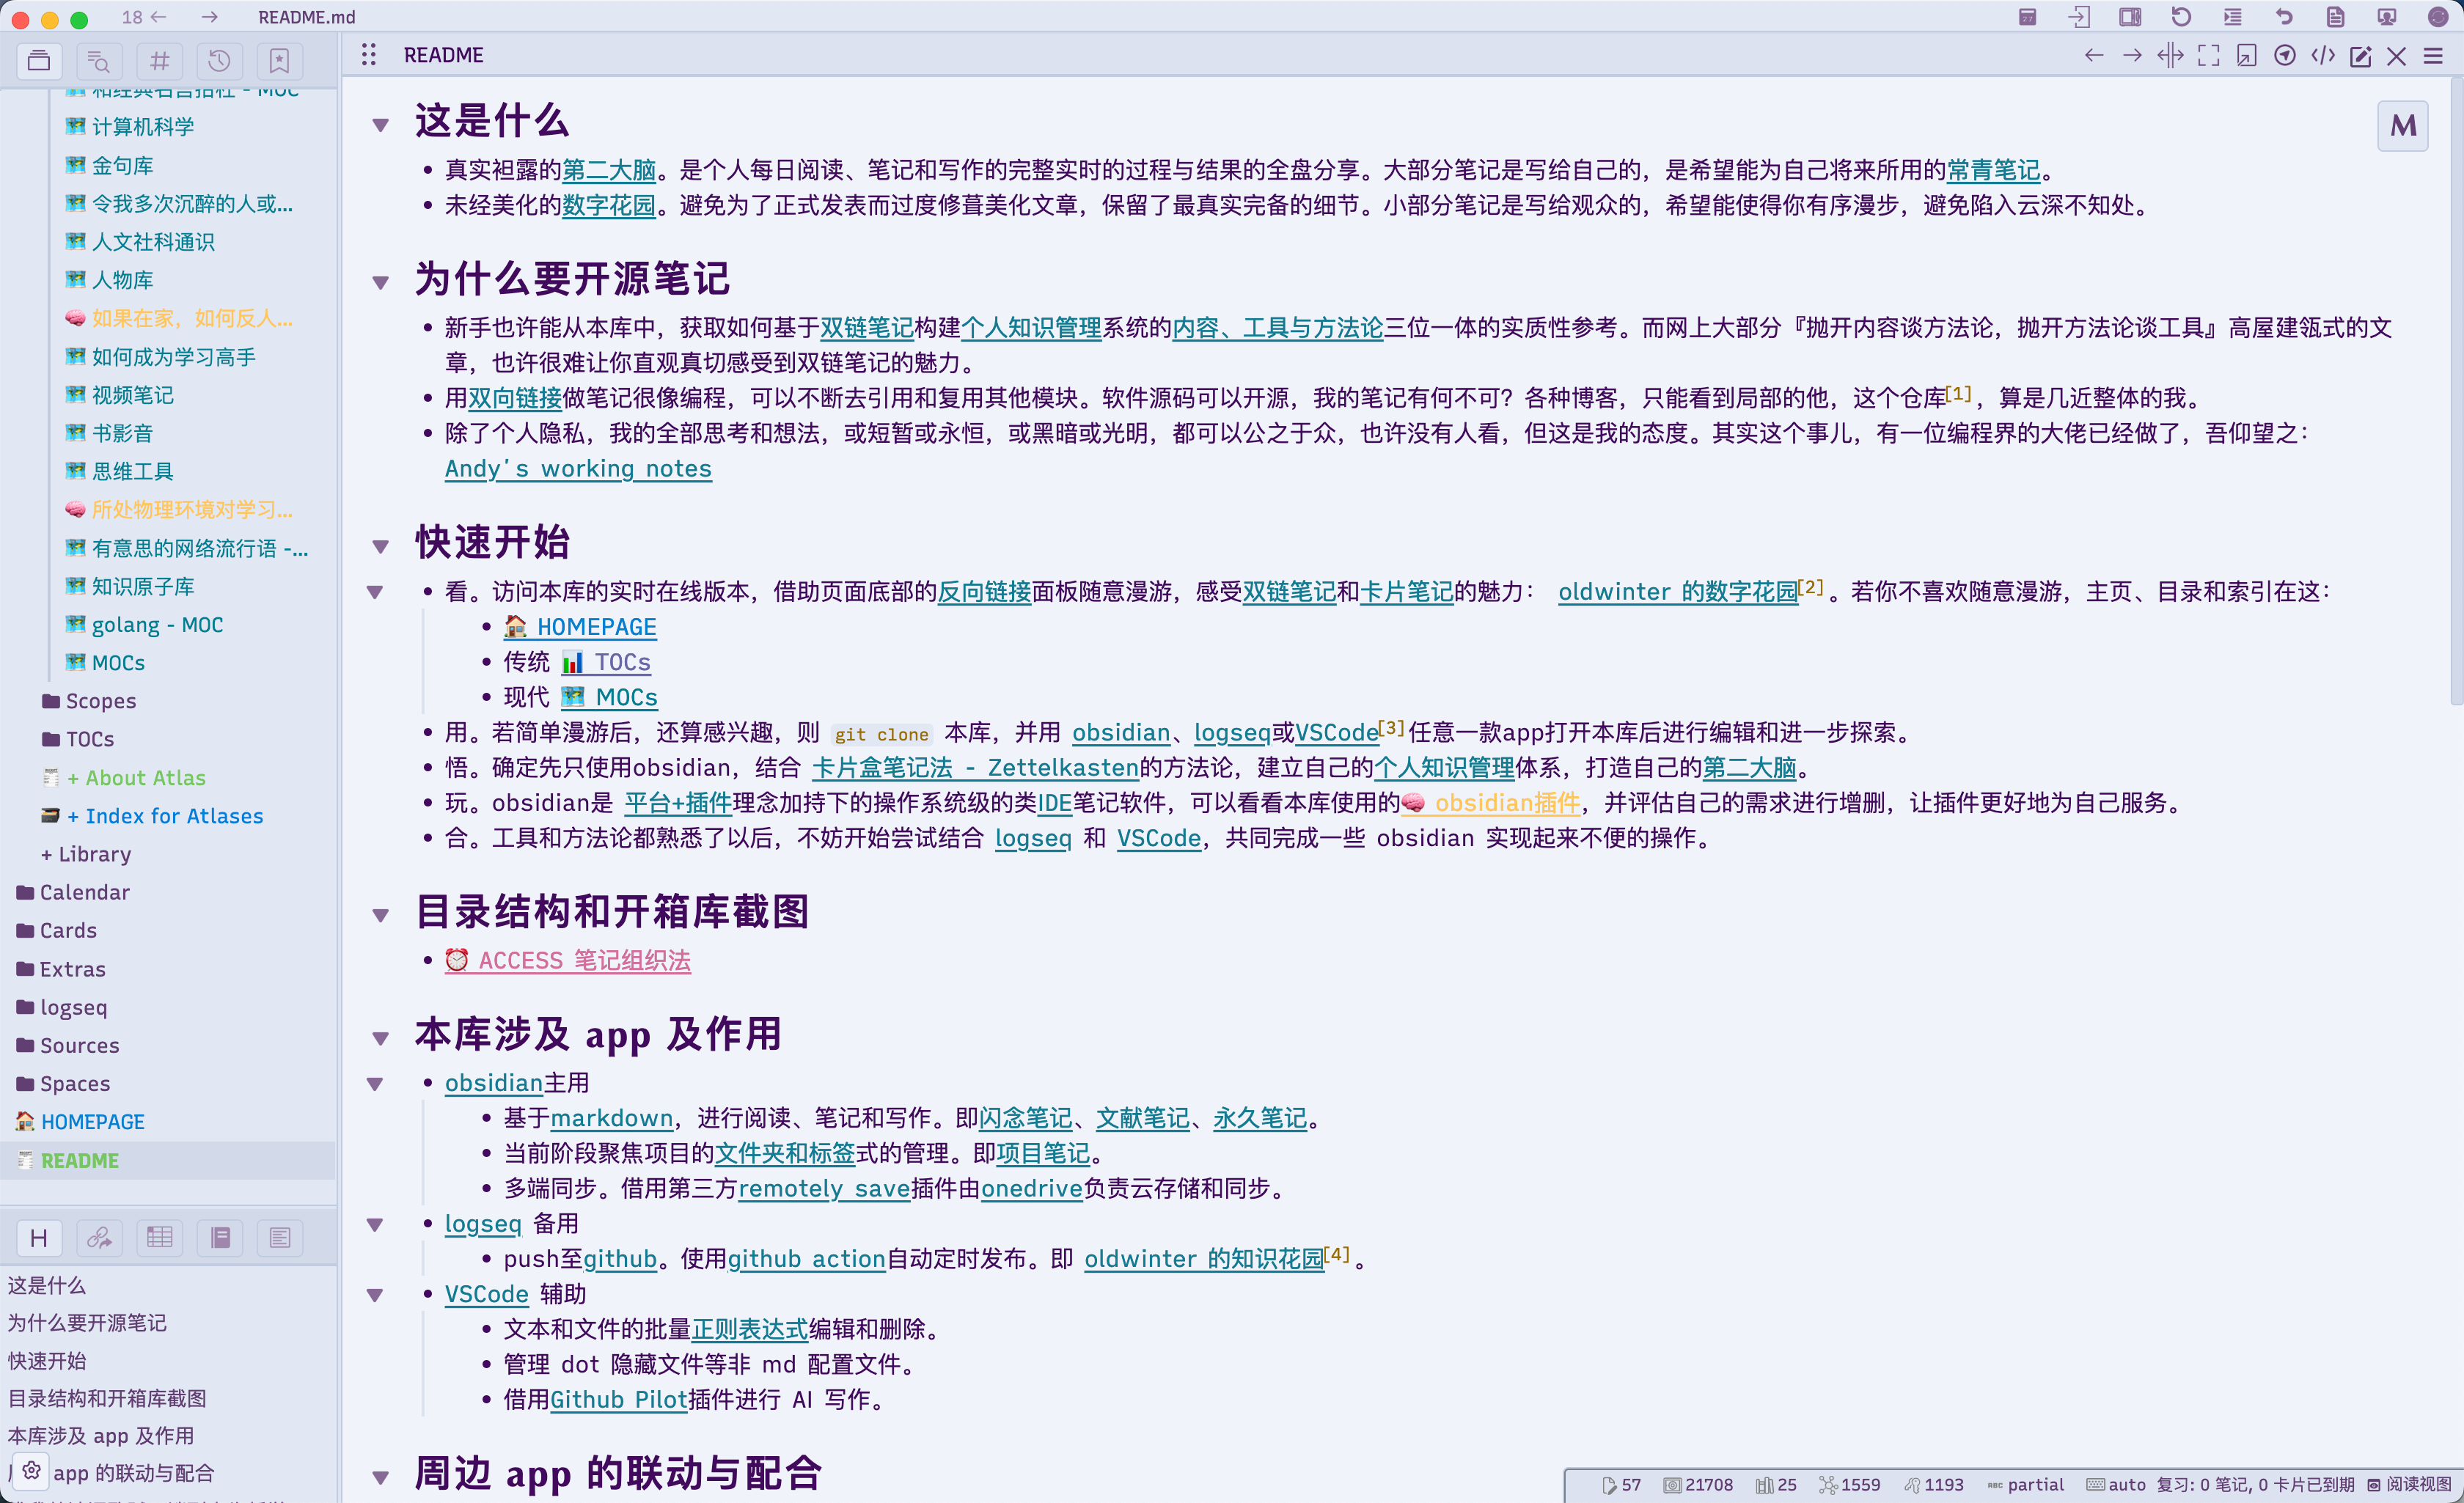 18
README.md
和经典名言招杜 - MOC
计算机科学
金句库
令我多次沉醉的人或...
人文社科通识
人物库
如果在家，如何反人...
如何成为学习高手
视频笔记
书影音
思维工具
所处物理环境对学习...
有意思的网络流行语 -...
知识原子库
golang - MOC
MOCs
Scopes
TOCs
+ About Atlas
+ Index for Atlases
+ Library
Calendar
Cards
Extras
logseq
Sources
Spaces
HOMEPAGE
README
H
这是什么
为什么要开源笔记
快速开始
目录结构和开箱库截图
本库涉及 app 及作用
app 的联动与配合
README
M
这是什么
真实袒露的第二大脑。是个人每日阅读、笔记和写作的完整实时的过程与结果的全盘分享。大部分笔记是写给自己的，是希望能为自己将来所用的常青笔记。
未经美化的数字花园。避免为了正式发表而过度修葺美化文章，保留了最真实完备的细节。小部分笔记是写给观众的，希望能使得你有序漫步，避免陷入云深不知处。
为什么要开源笔记
新手也许能从本库中，获取如何基于双链笔记构建个人知识管理系统的内容、工具与方法论三位一体的实质性参考。而网上大部分『抛开内容谈方法论，抛开方法论谈工具』高屋建瓴式的文
章，也许很难让你直观真切感受到双链笔记的魅力。
用双向链接做笔记很像编程，可以不断去引用和复用其他模块。软件源码可以开源，我的笔记有何不可？各种博客，只能看到局部的他，这个仓库[1]，算是几近整体的我。
除了个人隐私，我的全部思考和想法，或短暂或永恒，或黑暗或光明，都可以公之于众，也许没有人看，但这是我的态度。其实这个事儿，有一位编程界的大佬已经做了，吾仰望之：
Andy's working notes
快速开始
看。访问本库的实时在线版本，借助页面底部的反向链接面板随意漫游，感受双链笔记和卡片笔记的魅力： oldwinter 的数字花园[2]。若你不喜欢随意漫游，主页、目录和索引在这：
HOMEPAGE
传统 TOCs
现代 MOCs
用。若简单漫游后，还算感兴趣，则 git clone 本库，并用 obsidian、logseq或VSCode[3]任意一款app打开本库后进行编辑和进一步探索。
悟。确定先只使用obsidian，结合 卡片盒笔记法 - Zettelkasten的方法论，建立自己的个人知识管理体系，打造自己的第二大脑。
玩。obsidian是 平台+插件理念加持下的操作系统级的类IDE笔记软件，可以看看本库使用的 obsidian插件，并评估自己的需求进行增删，让插件更好地为自己服务。
合。工具和方法论都熟悉了以后，不妨开始尝试结合 logseq 和 VSCode，共同完成一些 obsidian 实现起来不便的操作。
目录结构和开箱库截图
ACCESS 笔记组织法
本库涉及 app 及作用
obsidian主用
基于markdown，进行阅读、笔记和写作。即闪念笔记、文献笔记、永久笔记。
当前阶段聚焦项目的文件夹和标签式的管理。即项目笔记。
多端同步。借用第三方remotely save插件由onedrive负责云存储和同步。
logseq 备用
push至github。使用github action自动定时发布。即 oldwinter 的知识花园[4]。
VSCode 辅助
文本和文件的批量正则表达式编辑和删除。
管理 dot 隐藏文件等非 md 配置文件。
借用Github Pilot插件进行 AI 写作。
周边 app 的联动与配合
57 21708 25 1559 1193 partial auto 复习: 0 笔记, 0 卡片已到期 阅读视图